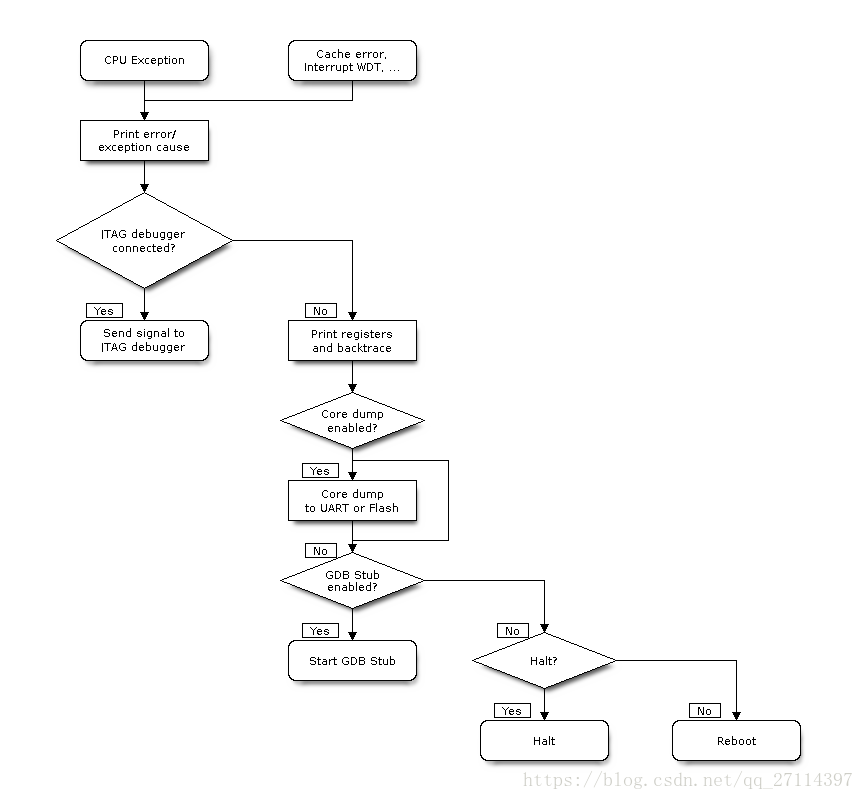 CPU Exception
Cache error,
Interrupt WDT, ...
Print error/
exception cause
JTAG debugger
connected?
Yes
No
Send signal to
JTAG debugger
Print registers
and backtrace
Core dump
enabled?
Yes
Core dump
to UART or Flash
No
GDB Stub
enabled?
Yes
No
Start GDB Stub
Halt?
Yes
No
Halt
Reboot
https://blog.csdn.net/qq_27114397